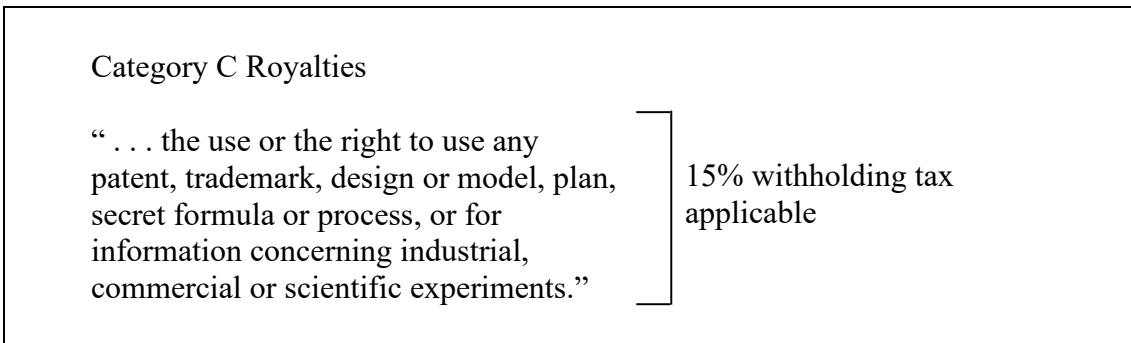 Category C Royalties
“ . . . the use or the right to use any
patent, trademark, design or model, plan,
secret formula or process, or for
information concerning industrial,
commercial or scientific experiments.”
15% withholding tax
applicable